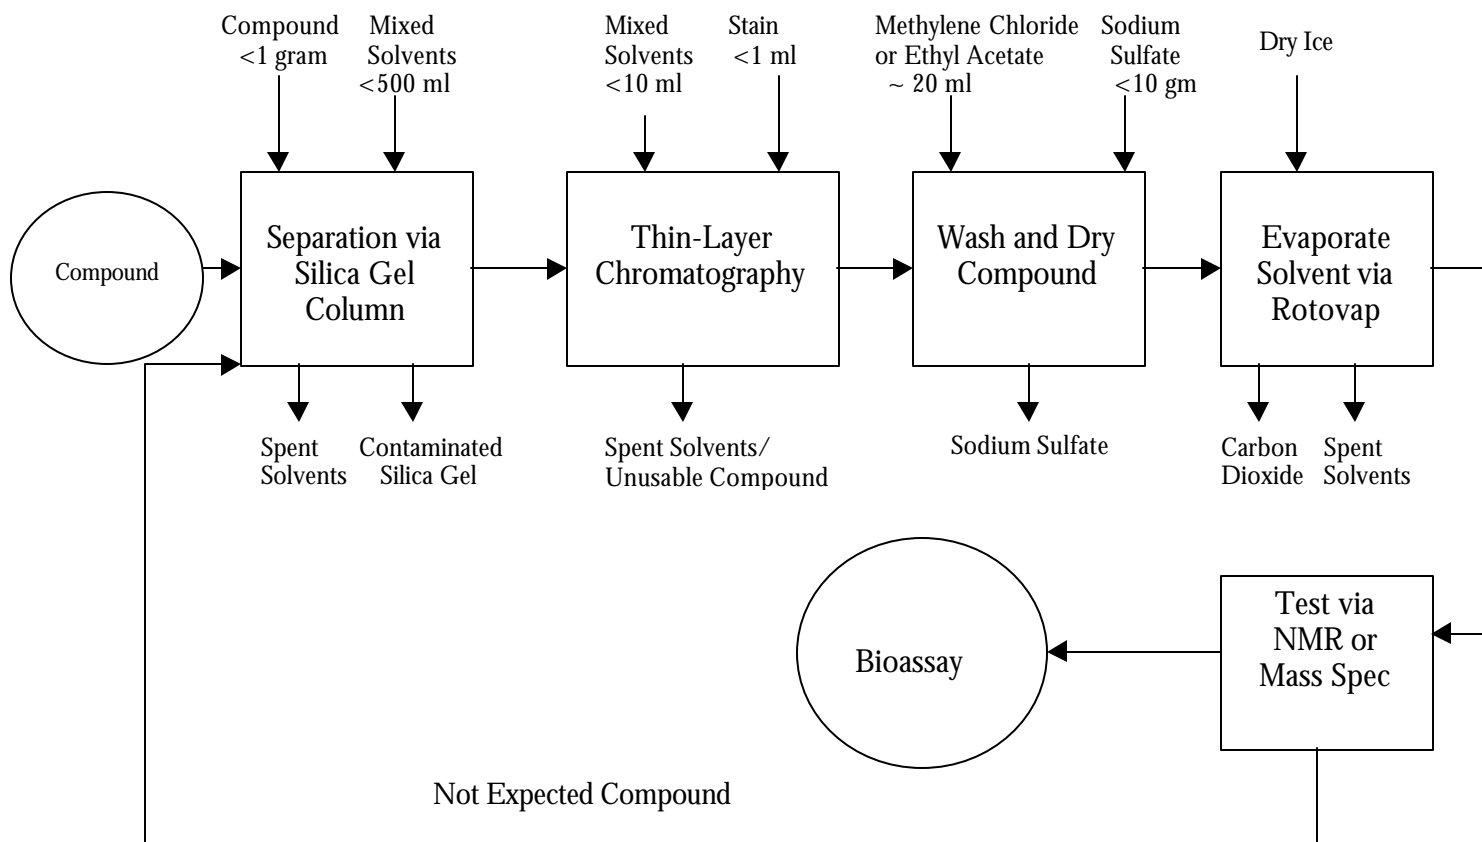 Compound
<1 gram
Mixed
Solvents
<500 ml
Mixed
Solvents
<10 ml
Stain
<1 ml
Methylene Chloride
or Ethyl Acetate
~ 20 ml
Sodium
Sulfate
<10 gm
Dry Ice
Compound
Separation via
Silica Gel
Column
Thin-Layer
Chromatography
Wash and Dry
Compound
Evaporate
Solvent via
Rotovap
Spent
Solvents
Contaminated
Silica Gel
Spent Solvents/
Unusable Compound
Sodium Sulfate
Carbon
Dioxide
Spent
Solvents
Bioassay
Test via
NMR or
Mass Spec
Not Expected Compound